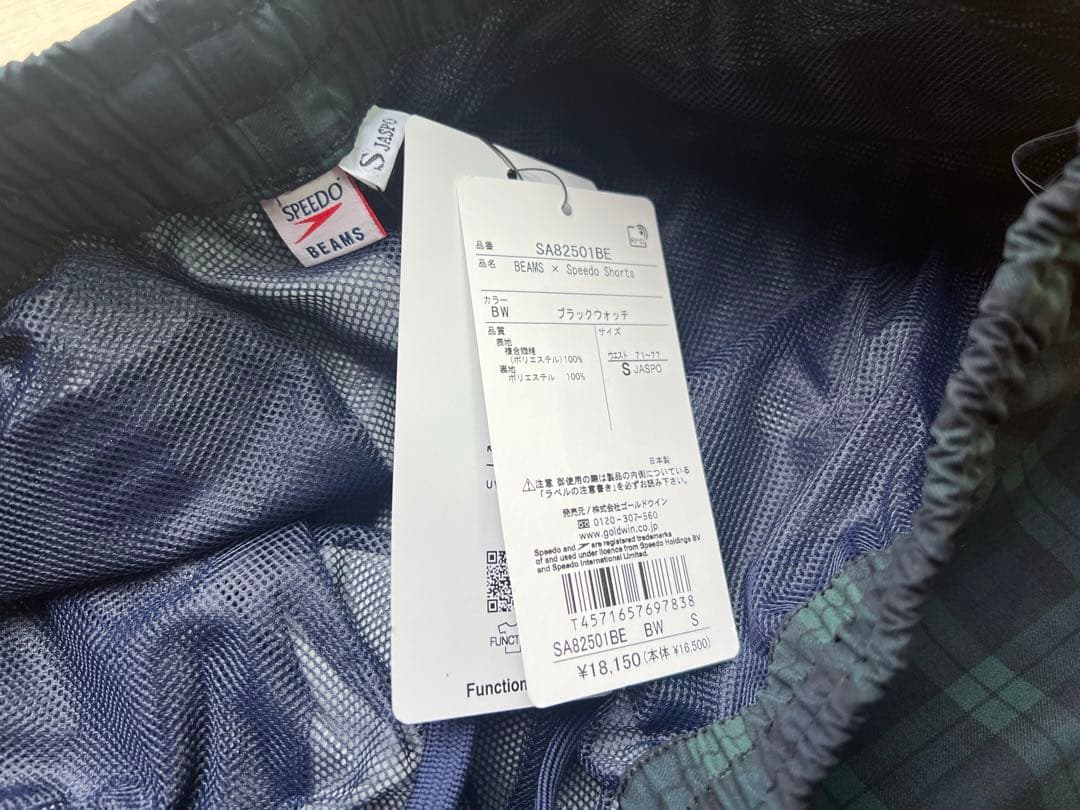 S JASPO
SPEEDO
BEAMS
品番 SA82501BE
品名 BEAMS × Speedo Shorts
カラー
BW ブラックウォッチ
品質 サイズ
表地
複合繊維
(ポリエステル)100%
裏地
ポリエステル 100%
ウエスト 71~77
S JASPO
日本製
⚠注意 御使用の際は製品の内側についている
「ラベルの注意書き」を必ずお読み下さい。
発売元/株式会社ゴールドウイン
0120-307-560
www.goldwin.co.jp
Speedo and are registered trademarks
of and used under licence from Speedo Holdings BV
and Speedo International Limited.
T4571657697838
SA82501BE BW S
¥18,150(本体 ¥16,500)
UV
FUNCT
Function